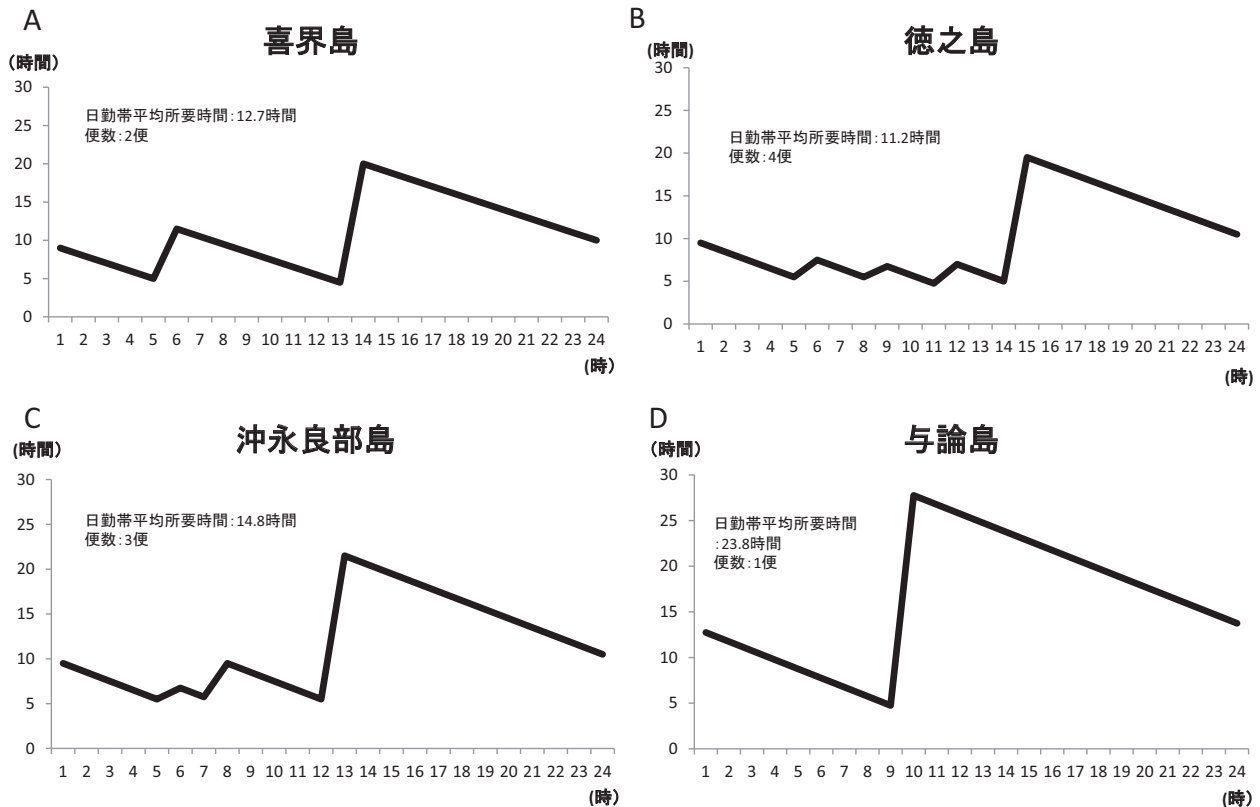 A
喜界島
（時間）
30
25
20
15
10
5
0
日勤帯平均所要時間：12.7時間
便数：2便
1 2 3 4 5 6 7 8 9 10 11 12 13 14 15 16 17 18 19 20 21 22 23 24
(時）
B
徳之島
(時間)
30
25
20
15
10
5
0
日勤帯平均所要時間：11.2時間
便数：4便
1 2 3 4 5 6 7 8 9 10 11 12 13 14 15 16 17 18 19 20 21 22 23 24
(時)
C
沖永良部島
(時間）
30
25
20
15
10
5
0
日勤帯平均所要時間：14.8時間
便数：3便
1 2 3 4 5 6 7 8 9 10 11 12 13 14 15 16 17 18 19 20 21 22 23 24
(時）
D
与論島
(時間）
30
25
20
15
10
5
0
日勤帯平均所要時間
：23.8時間
便数：1便
1 2 3 4 5 6 7 8 9 10 11 12 13 14 15 16 17 18 19 20 21 22 23 24
(時）